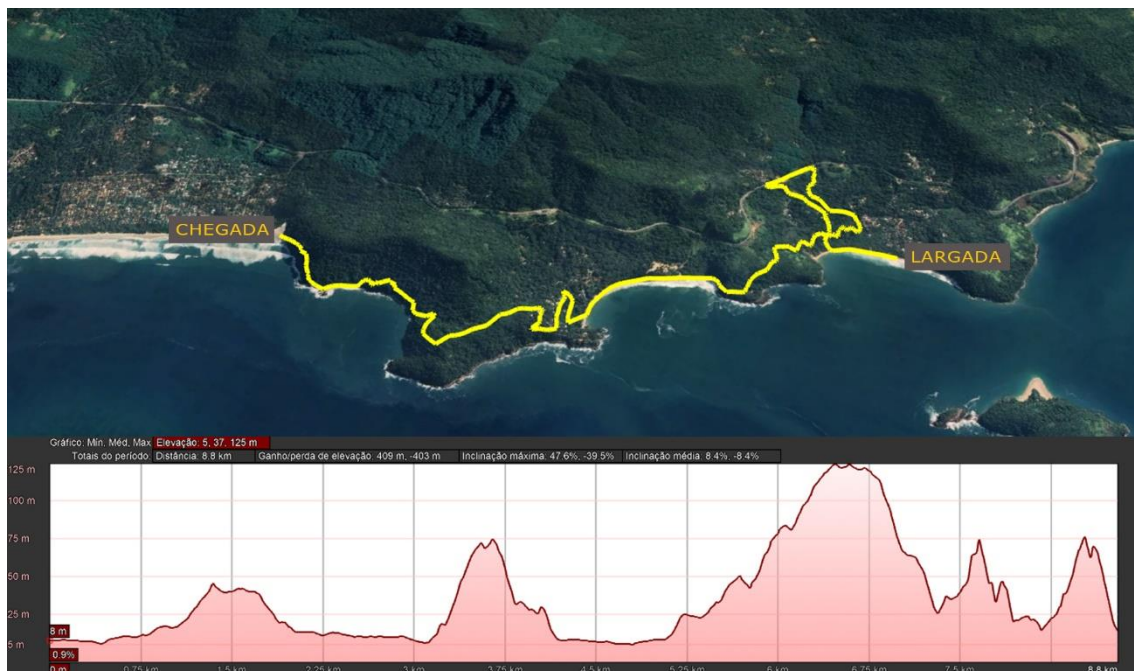 CHEGADA
LARGADA
Gráfico: Mín, Méd, Max Elevação: 5, 37, 125 m
Totais do período: Distância: 8.8 km Ganho/perda de elevação: 409 m, -403 m Inclinação máxima: 47.6%, -39.5% Inclinação média: 8.4%, -8.4%
125 m
100 m
75 m
50 m
25 m
8 m
5 m
0.9%
0 m 0.75 km 1.5 km 2.25 km 3 km 3.75 km 4.5 km 5.25 km 6 km 6.75 km 7.5 km 8.8 km